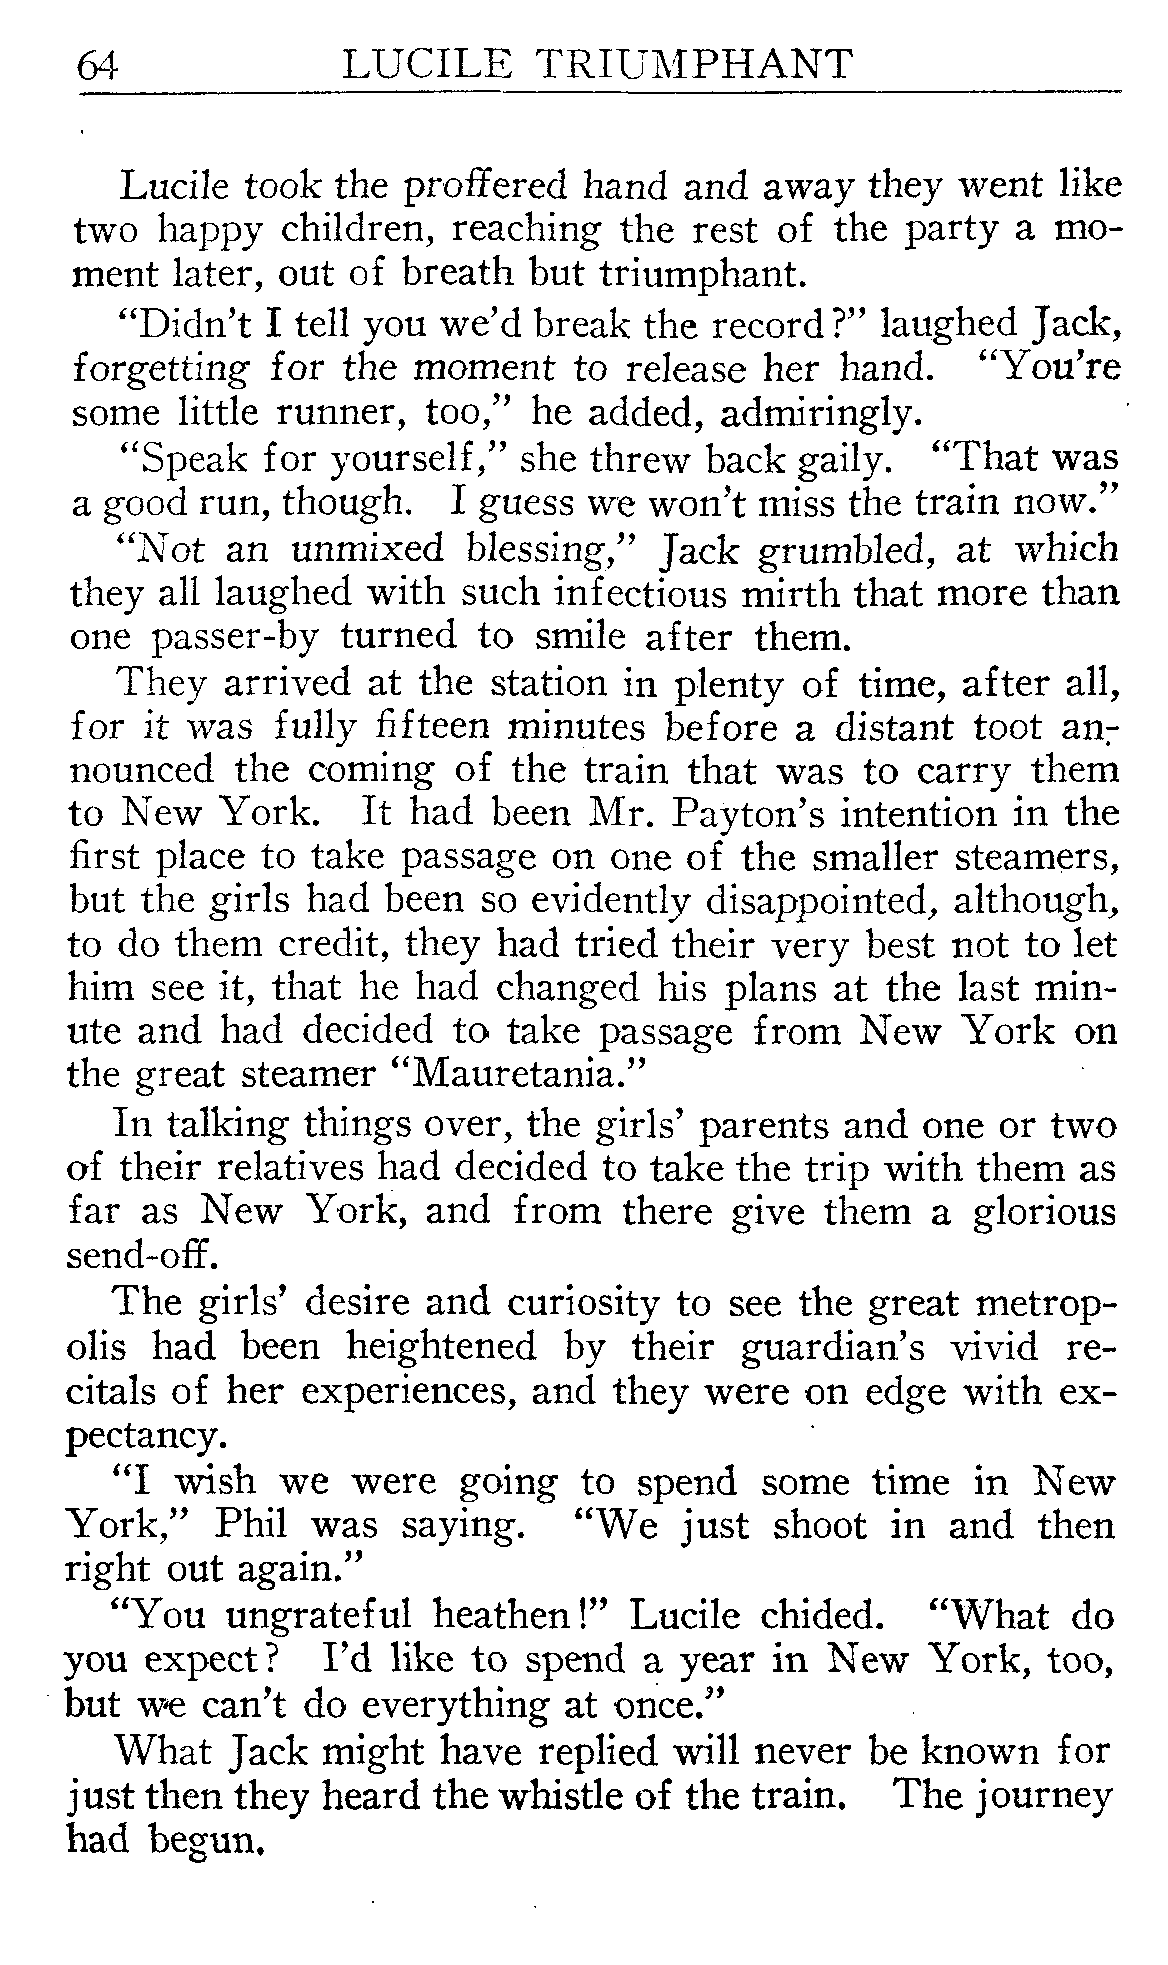 64 LUCILE TRIUMPHANT
Lucile took the proffered hand and away they went like
two happy children, reaching the rest of the party a mo-
ment later, out of breath but triumphant.
“Didn't I tell you we'd break the record?” laughed Jack,
forgetting for the moment to release her hand. “You're
some little runner, too,” he added, admiringly.
“Speak for yourself,” she threw back gaily. “That was
a good run, though. I guess we won't miss the train now.”
“Not an unmixed blessing,” Jack grumbled, at which
they all laughed with such infectious mirth that more than
one passer-by turned to smile after them.
They arrived at the station in plenty of time, after all,
for it was fully fifteen minutes before a distant toot an-
nounced the coming of the train that was to carry them
to New York. It had been Mr. Payton's intention in the
first place to take passage on one of the smaller steamers,
but the girls had been so evidently disappointed, although,
to do them credit, they had tried their very best not to let
him see it, that he had changed his plans at the last min-
ute and had decided to take passage from New York on
the great steamer “Mauretania.”
In talking things over, the girls' parents and one or two
of their relatives had decided to take the trip with them as
far as New York, and from there give them a glorious
send-off.
The girls' desire and curiosity to see the great metrop-
olis had been heightened by their guardian's vivid re-
citals of her experiences, and they were on edge with ex-
pectancy.
“I wish we were going to spend some time in New
York,” Phil was saying. “We just shoot in and then
right out again.”
“You ungrateful heathen!” Lucile chided. “What do
you expect? I'd like to spend a year in New York, too,
but we can't do everything at once.”
What Jack might have replied will never be known for
just then they heard the whistle of the train. The journey
had begun.